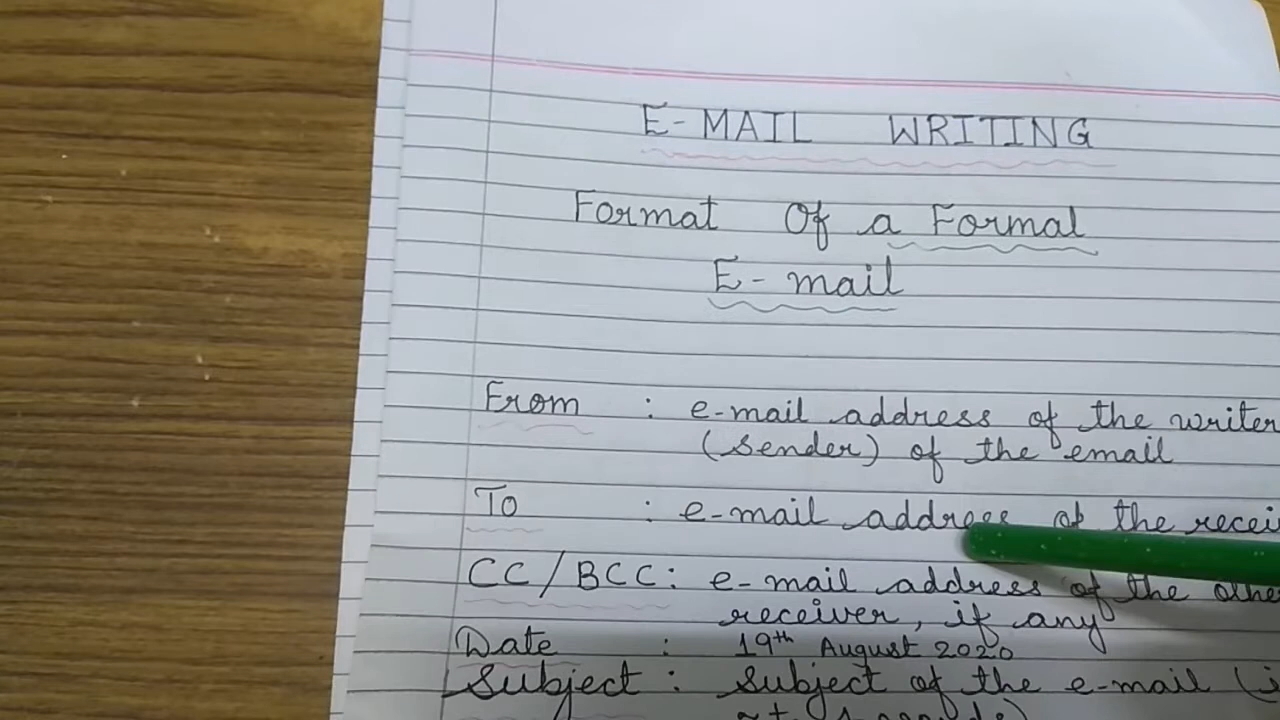 E-MAIL WRITING
Format Of a Formal
E-mail
From : e-mail address of the writer
(sender) of the email
To : e-mail address of the
CC/BCC: e-mail address of the
receiver, if any
Date : 19th August 2020
Subject : Subject of the e-mail